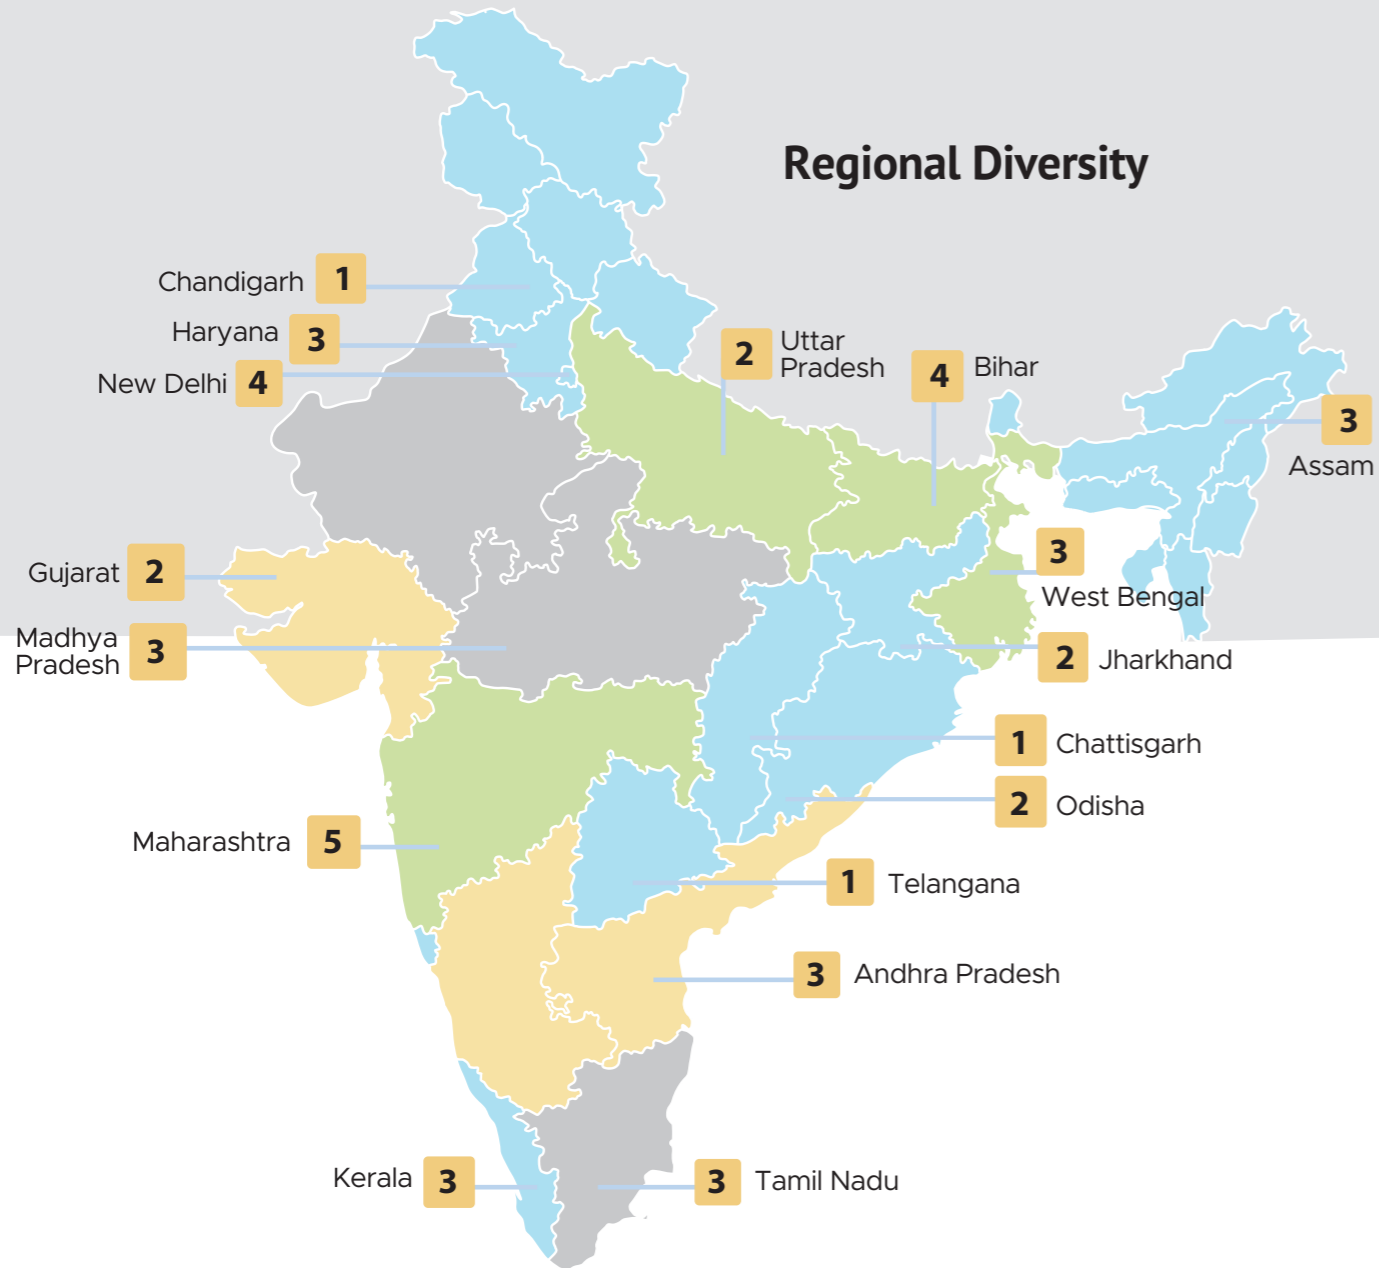 Regional Diversity
Chandigarh 1
Haryana 3
New Delhi 4
2 Uttar
Pradesh
4 Bihar
3
Assam
Gujarat 2
3
West Bengal
Madhya
Pradesh 3
2 Jharkhand
1 Chattisgarh
2 Odisha
Maharashtra 5
1 Telangana
3 Andhra Pradesh
Kerala 3
3 Tamil Nadu